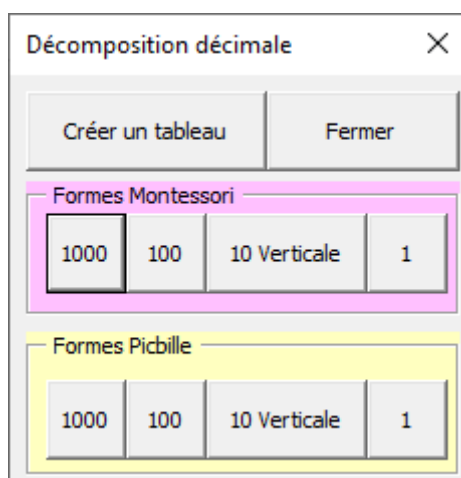 Décomposition décimale
Créer un tableau Fermer
Formes Montessori
1000 100 10 Verticale 1
Formes Picbille
1000 100 10 Verticale 1